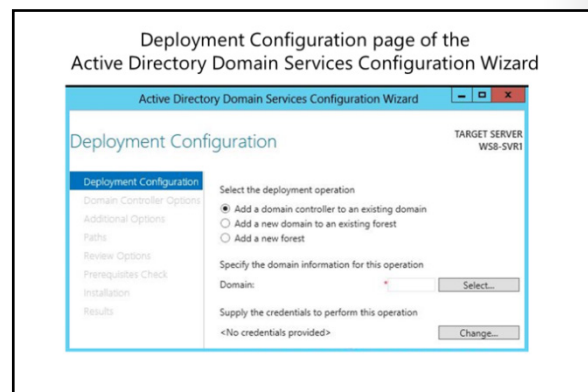 Deployment Configuration page of the
Active Directory Domain Services Configuration Wizard
Active Directory Domain Services Configuration Wizard
Deployment Configuration
TARGET SERVER
WS8-SVR1
Deployment Configuration
Domain Controller Options
Additional Options
Paths
Review Options
Prerequisites Check
Installation
Results
Select the deployment operation
Add a domain controller to an existing domain
Add a new domain to an existing forest
Add a new forest
Specify the domain information for this operation
Domain: * Select...
Supply the credentials to perform this operation
<No credentials provided> Change...